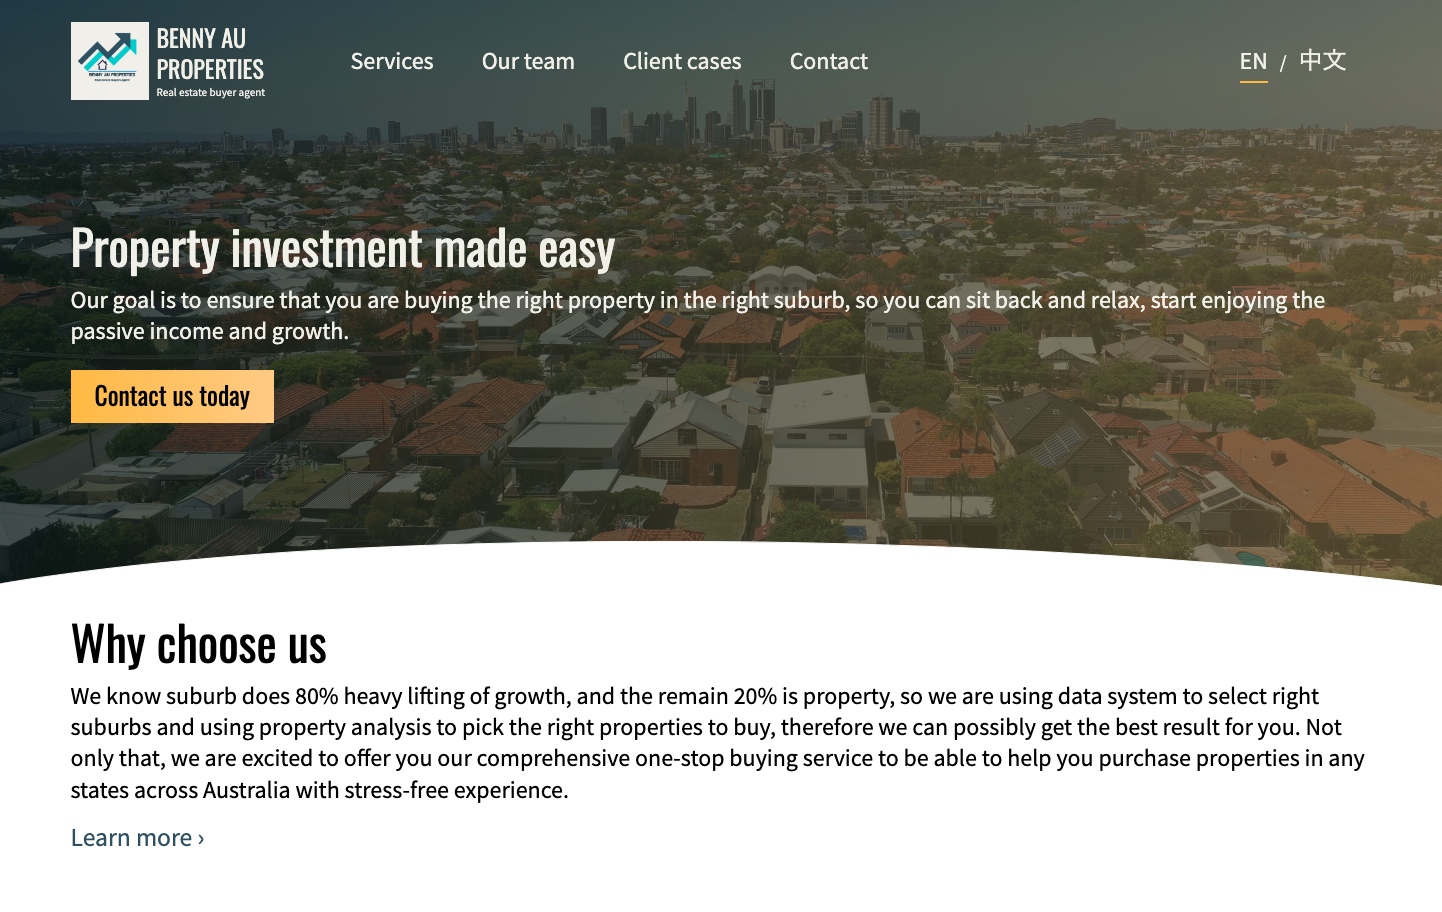 BENNY AU PROPERTIES
BENNY AU
PROPERTIES
Real estate buyer agent
Services
Our team
Client cases
Contact
EN / 中文
Property investment made easy
Our goal is to ensure that you are buying the right property in the right suburb, so you can sit back and relax, start enjoying the
passive income and growth.
Contact us today
Why choose us
We know suburb does 80% heavy lifting of growth, and the remain 20% is property, so we are using data system to select right
suburbs and using property analysis to pick the right properties to buy, therefore we can possibly get the best result for you. Not
only that, we are excited to offer you our comprehensive one-stop buying service to be able to help you purchase properties in any
states across Australia with stress-free experience.
Learn more ›